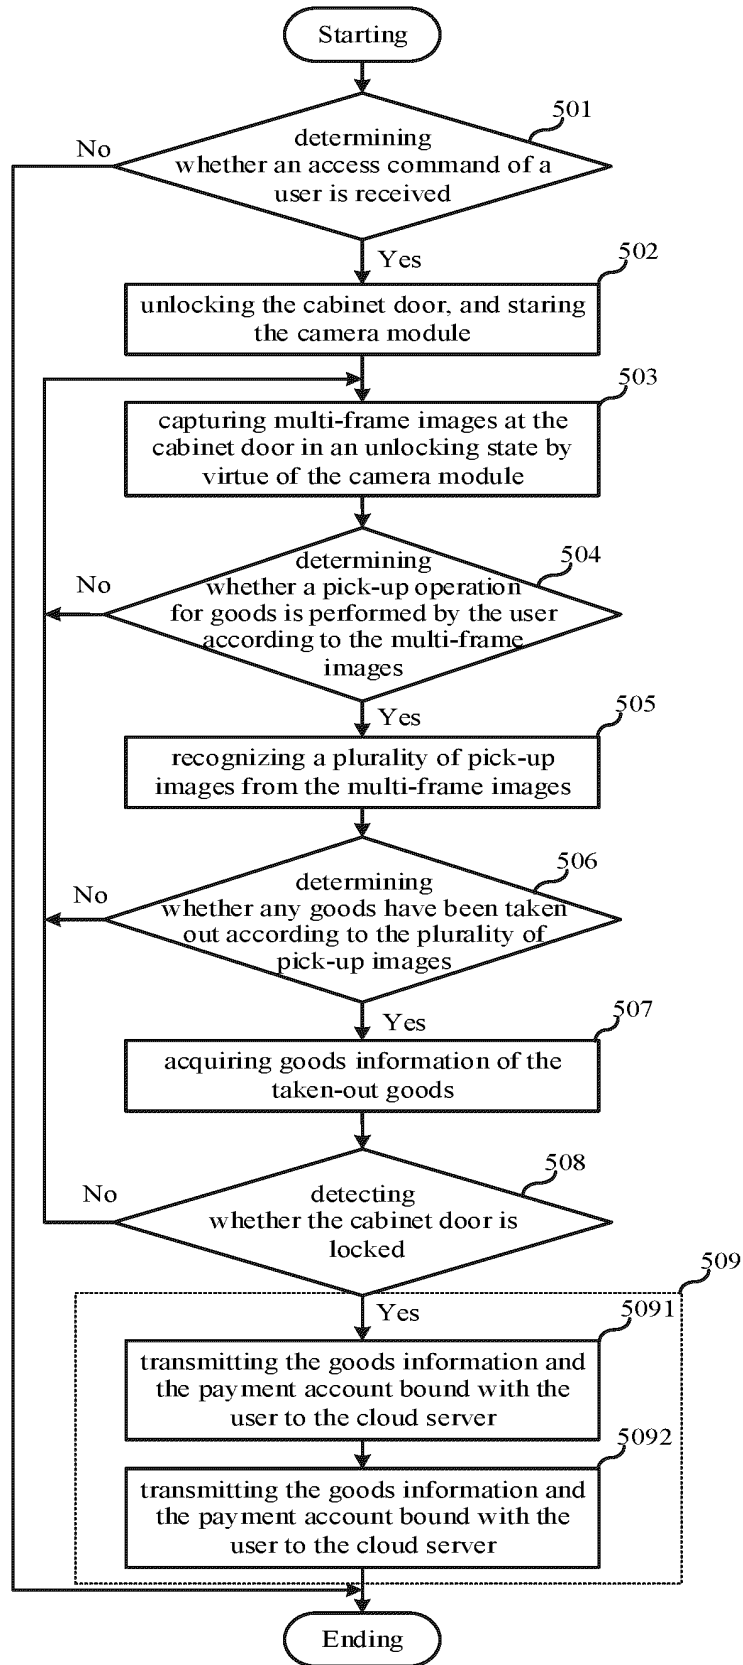 Starting
501
determining
whether an access command of a
user is received
No
Yes
502
unlocking the cabinet door, and staring
the camera module
503
capturing multi-frame images at the
cabinet door in an unlocking state by
virtue of the camera module
504
determining
whether a pick-up operation
for goods is performed by the user
according to the multi-frame
images
No
Yes
505
recognizing a plurality of pick-up
images from the multi-frame images
506
determining
whether any goods have been taken
out according to the plurality of
pick-up images
No
Yes
507
acquiring goods information of the
taken-out goods
508
detecting
whether the cabinet door is
locked
No
Yes
509
5091
transmitting the goods information and
the payment account bound with the
user to the cloud server
5092
transmitting the goods information and
the payment account bound with the
user to the cloud server
Ending